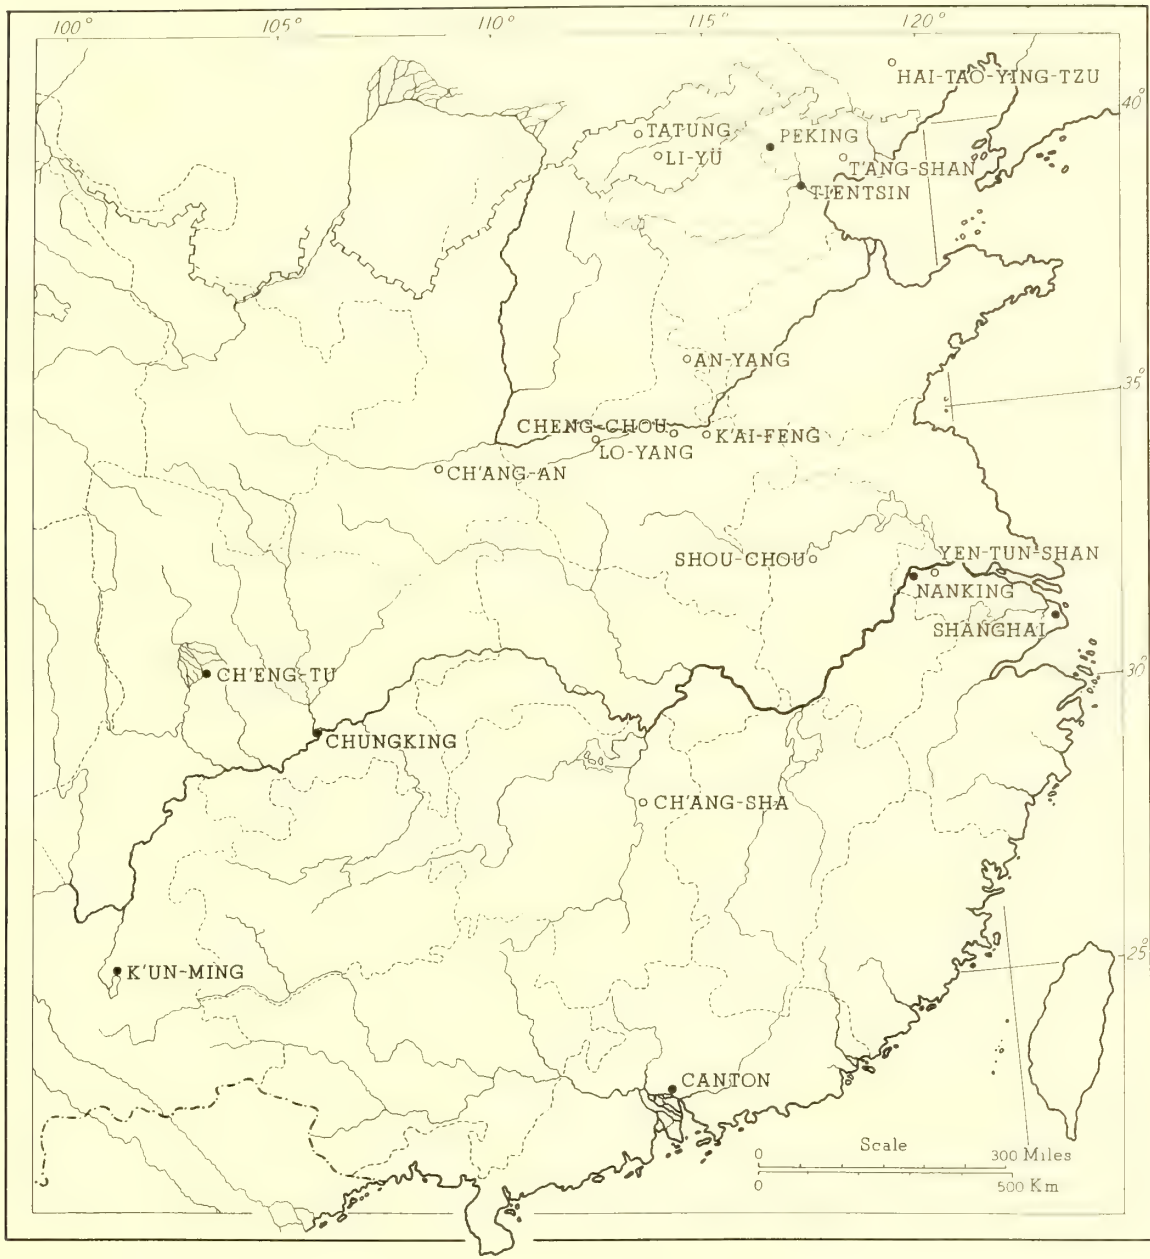 100° 105° 110° 115° 120°
HAI-TAO-YING-TZU
40°
TATUNG
PEKING
LI-YÜ
T'ANG-SHAN
TIENTSIN
AN-YANG
35°
CHENG-CHOU
K'AI-FENG
LO-YANG
CH'ANG-AN
YEN-TUN-SHAN
SHOU-CHOU
NANKING
SHANGHAI
30°
CH'ENG-TU
CHUNGKING
CH'ANG-SHA
25°
K'UN-MING
CANTON
Scale
0 300 Miles
0 500 Km